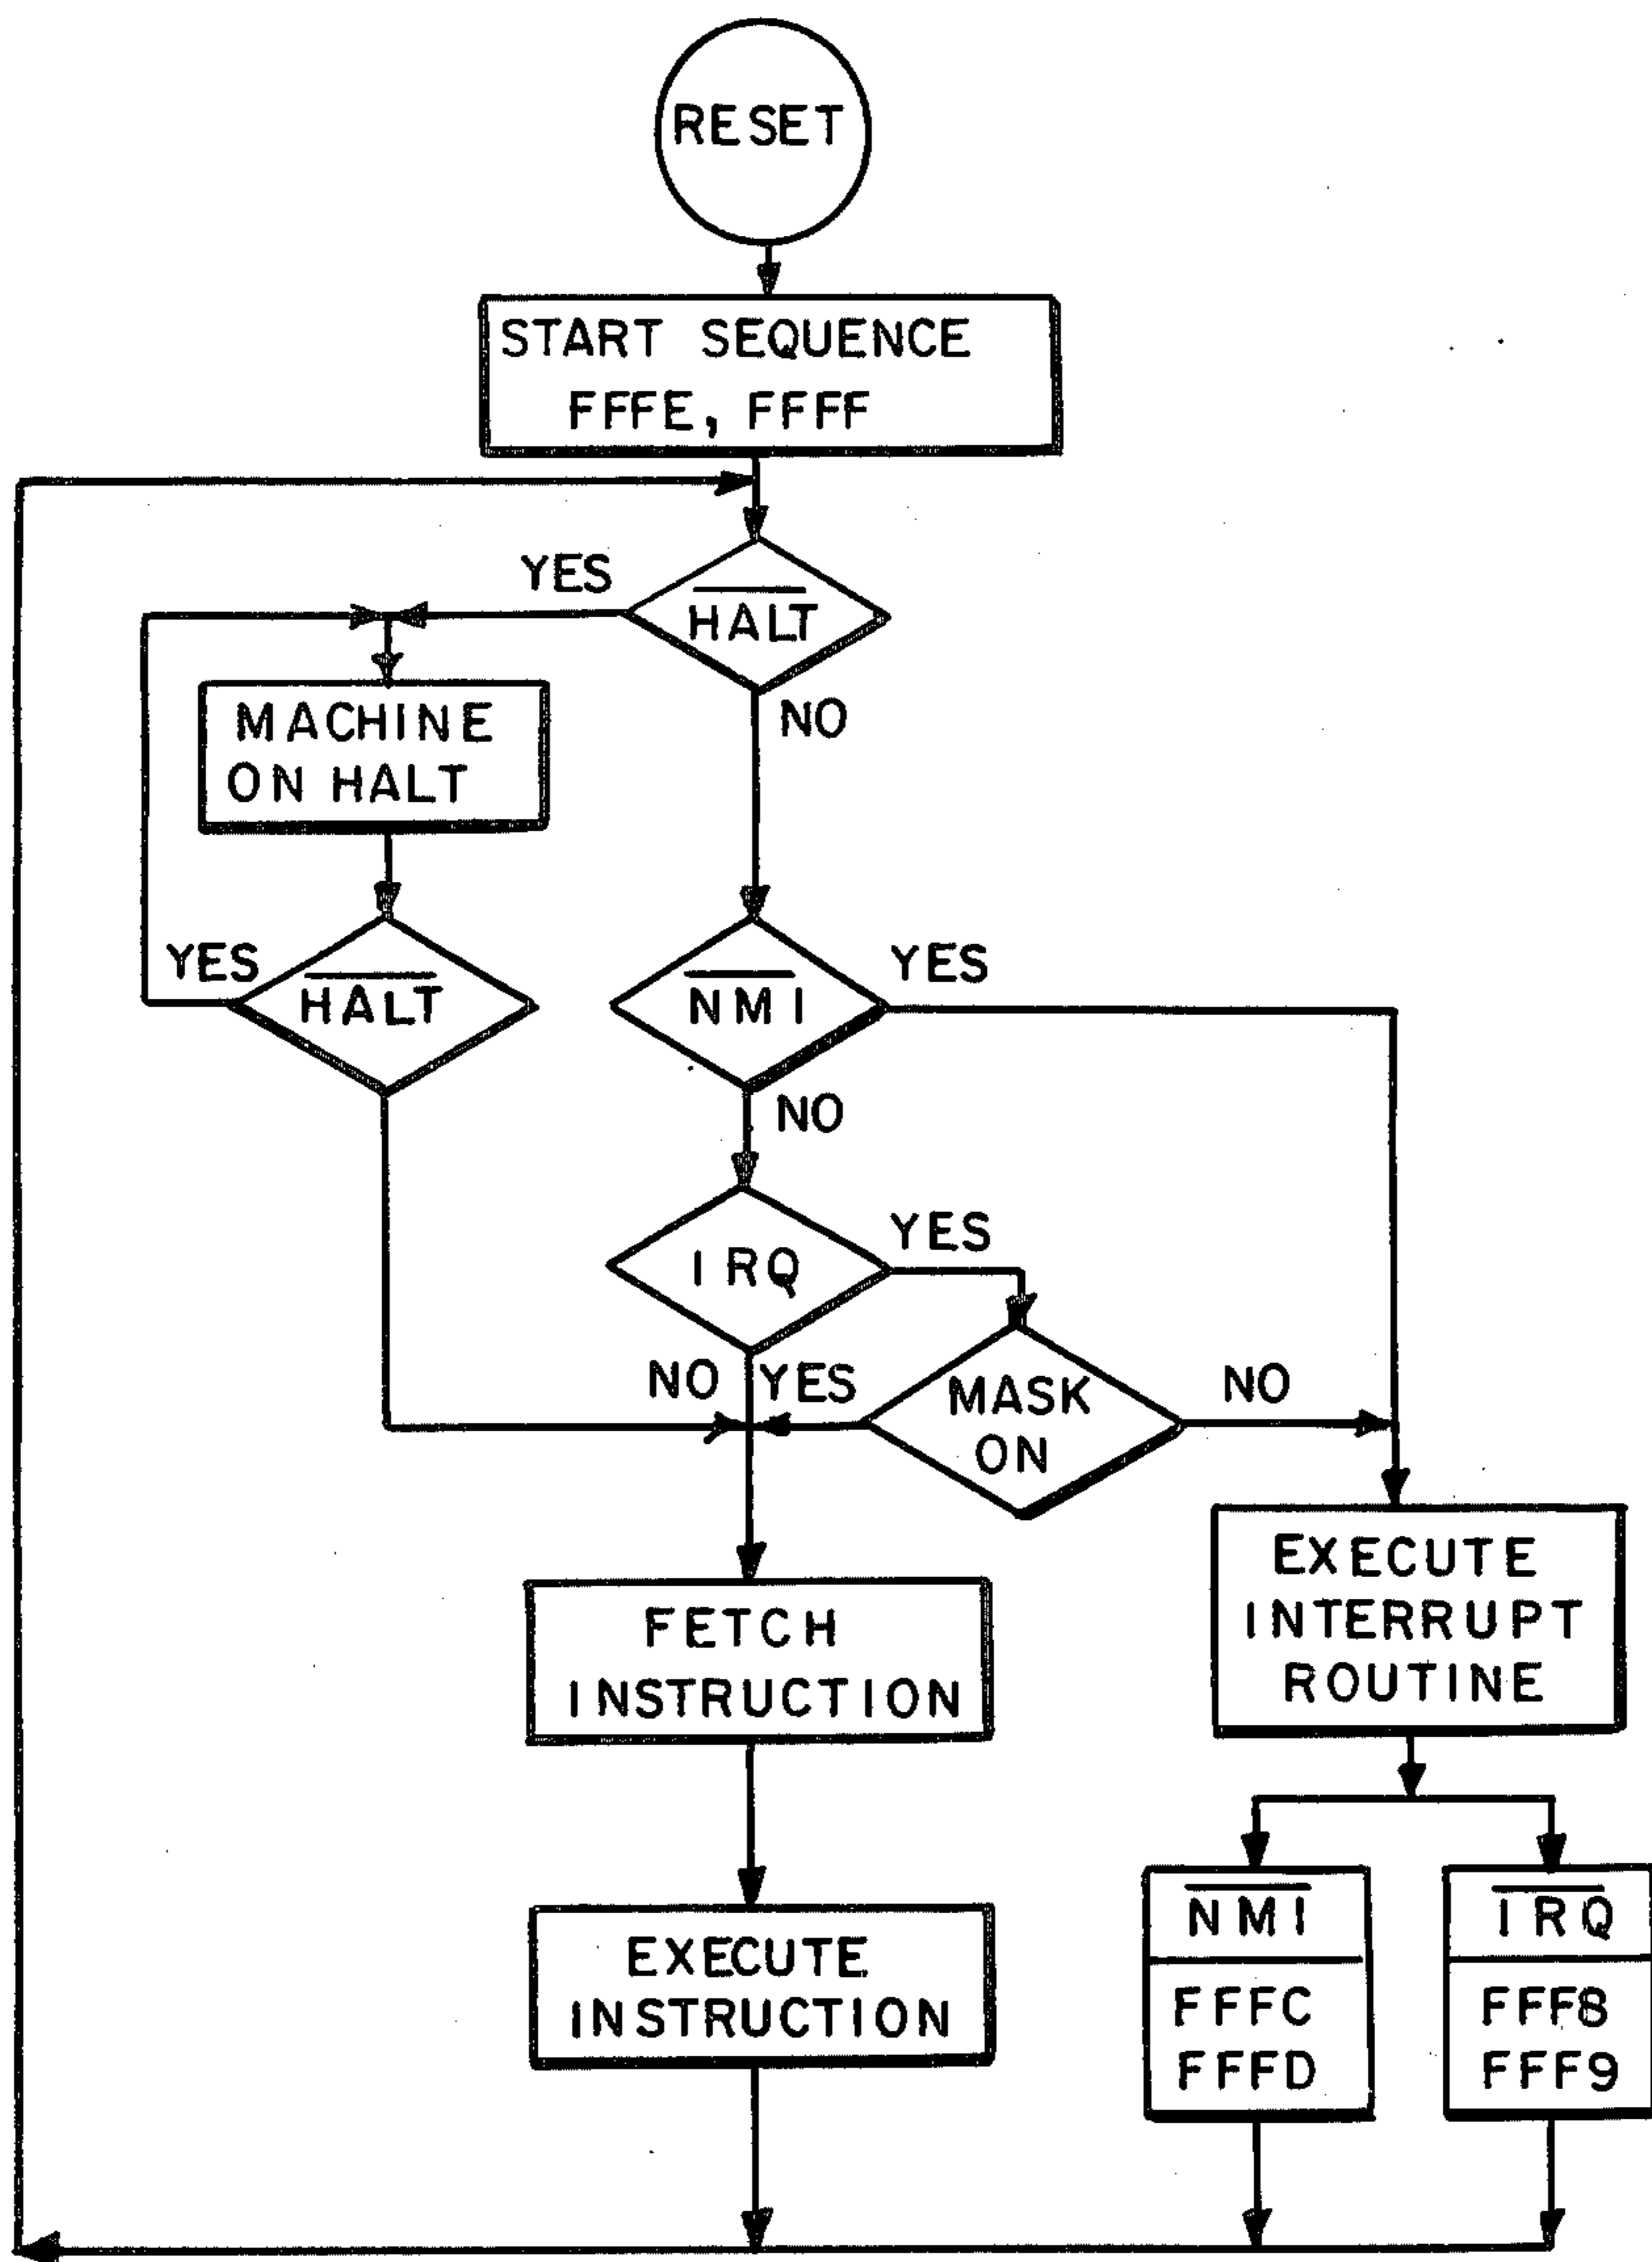 RESET
START SEQUENCE
FFFE, FFFF
YES
HALT
NO
MACHINE
ON HALT
YES
HALT
NMI
YES
NO
IRQ
YES
NO
YES
MASK
ON
NO
FETCH
INSTRUCTION
EXECUTE
INTERRUPT
ROUTINE
EXECUTE
INSTRUCTION
NMI
FFFC
FFFD
IRQ
FFF8
FFF9